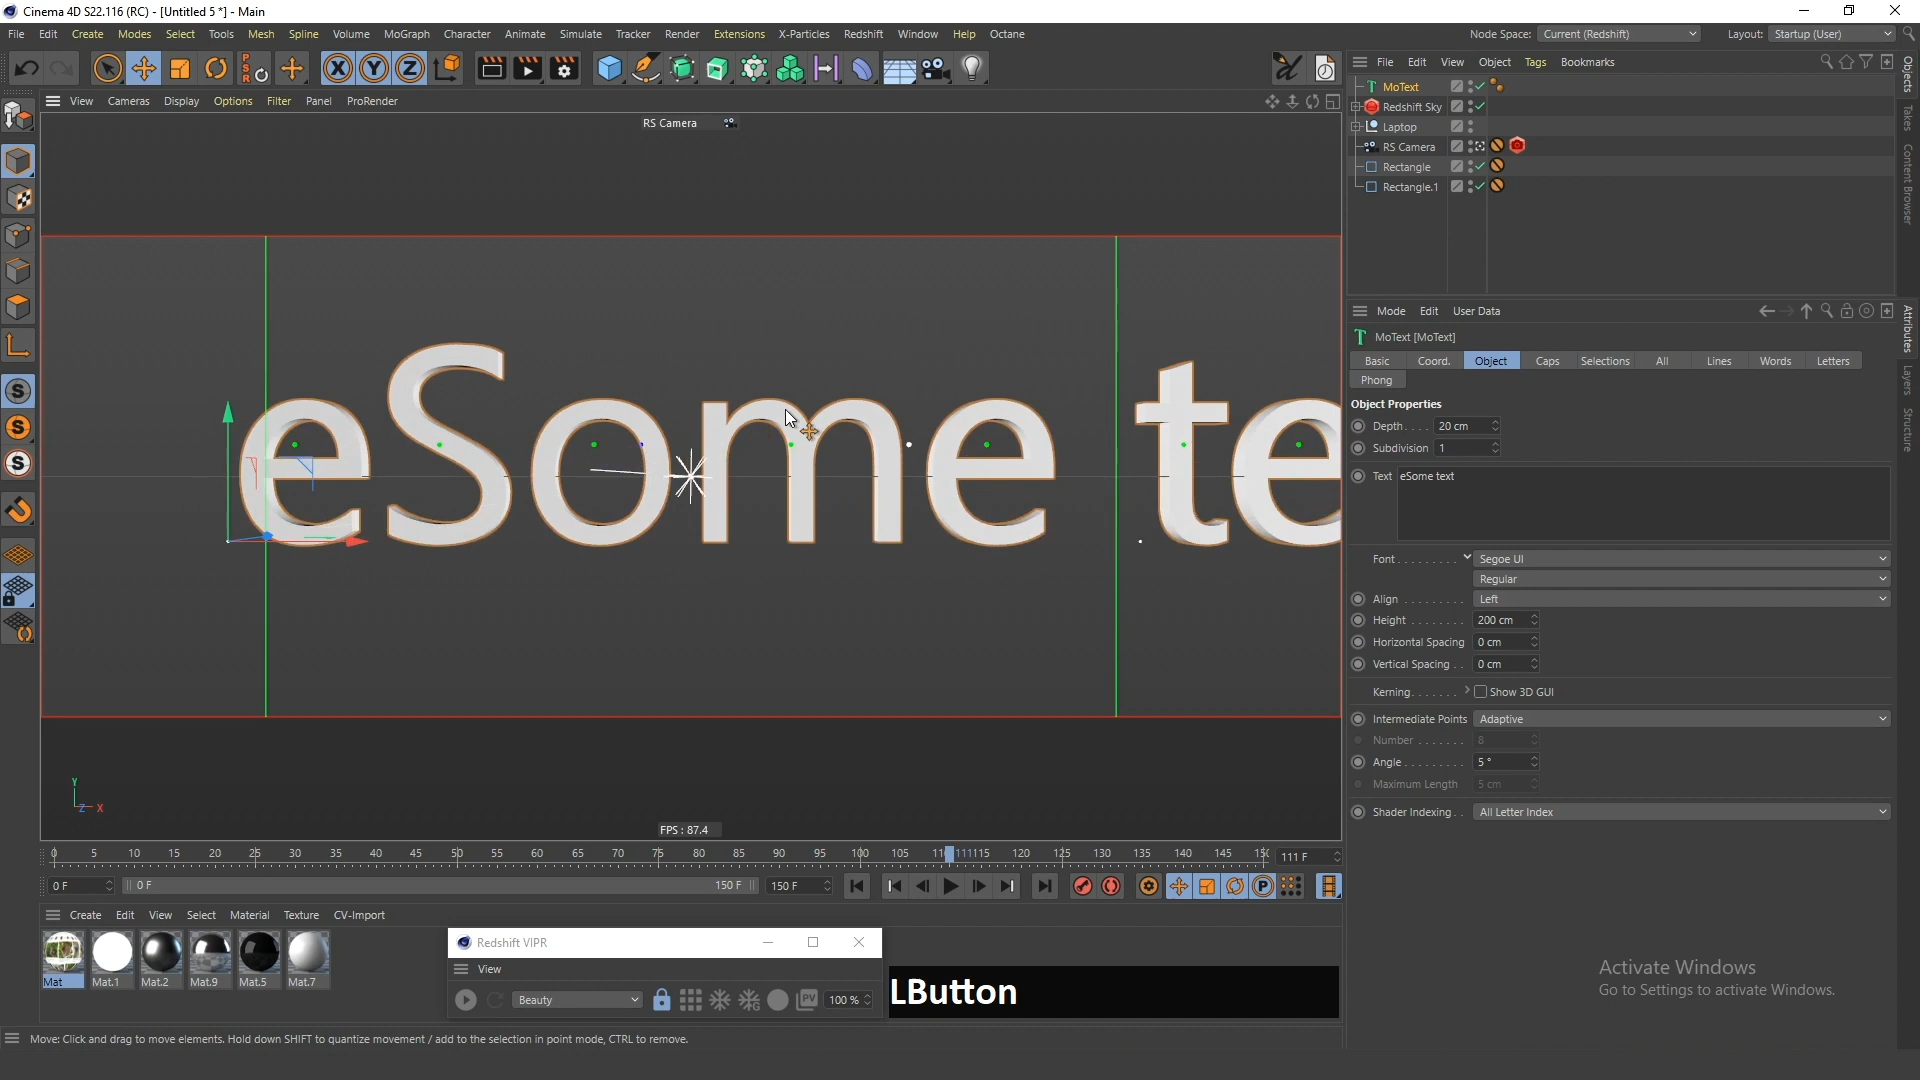 Cinema 4D S22.116 (RC) - [Untitled 5 *] - Main
File Edit Create Modes Select Tools Mesh Spline Volume MoGraph Character Animate Simulate Tracker Render Extensions X-Particles Redshift Window Help Octane
Node Space: Current (Redshift) Layout: Startup (User)
View Cameras Display Options Filter Panel ProRender
RS Camera
eSome te
Y
Z X
FPS : 87.4
File Edit View Object Tags Bookmarks
MoText
Redshift Sky
Laptop
RS Camera
Rectangle
Rectangle.1
Objects
Takes
Content Browser
Mode Edit User Data
MoText [MoText]
Basic Coord. Object Caps Selections All Lines Words Letters
Phong
Object Properties
Depth. . . . 20 cm
Subdivision 1
Text eSome text
Font. . . . . . . . . Segoe UI
Regular
Align . . . . . . . . . Left
Height . . . . . . . . 200 cm
Horizontal Spacing 0 cm
Vertical Spacing . . 0 cm
Kerning. . . . . . . Show 3D GUI
Intermediate Points Adaptive
Number . . . . . . . 8
Angle. . . . . . . . . 5 °
Maximum Length 5 cm
Shader Indexing. . . All Letter Index
Attributes
Layers
Structure
0 5 10 15 20 25 30 35 40 45 50 55 60 65 70 75 80 85 90 95 100 105 11 111115 120 125 130 135 140 145 150
111 F
0 F 0 F 150 F 150 F
Create Edit View Select Material Texture CV-Import
Mat Mat.1 Mat.2 Mat.9 Mat.5 Mat.7
Redshift VIPR
View
Beauty PV 100 %
LButton
Activate Windows
Go to Settings to activate Windows.
Move: Click and drag to move elements. Hold down SHIFT to quantize movement / add to the selection in point mode, CTRL to remove.